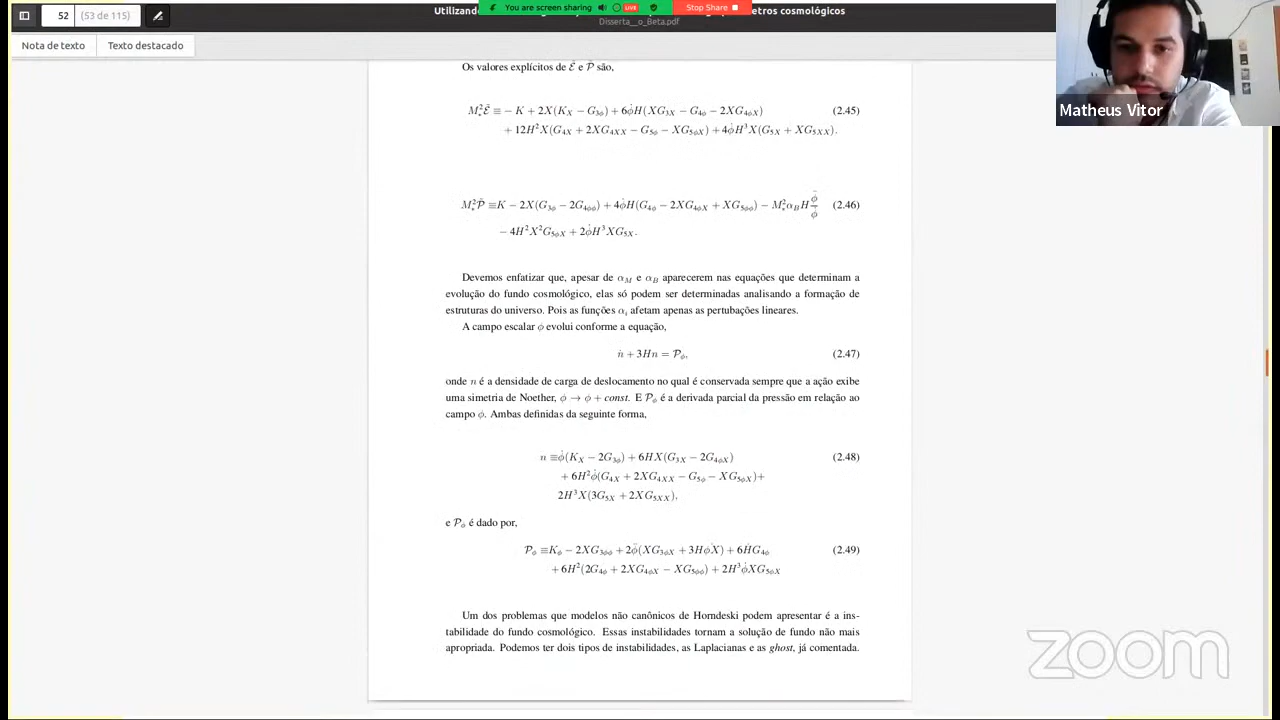 52 (53 de 115)
Utilizando
You are screen sharing LIVE
Stop Share
metros cosmológicos
Disserta__o_Beta.pdf
Nota de texto Texto destacado
Matheus Vitor
Os valores explícitos de ℰ̃ e 𝒫̃ são,
M²⁎ℰ̃ ≡ − K + 2X(K_X − G_3φ) + 6φ̇H(XG_3X − G_4φ − 2XG_4φX) (2.45)
+ 12H²X(G_4X + 2XG_4XX − G_5φ − XG_5φX) + 4φ̇H³X(G_5X + XG_5XX).
M²⁎𝒫̃ ≡K − 2X(G_3φ − 2G_4φφ) + 4φ̇H(G_4φ − 2XG_4φX + XG_5φφ) − M²⁎α_B H φ̈/φ̇ (2.46)
− 4H²X²G_5φX + 2φ̇H³XG_5X.
Devemos enfatizar que, apesar de α_M e α_B aparecerem nas equações que determinam a
evolução do fundo cosmológico, elas só podem ser determinadas analisando a formação de
estruturas do universo. Pois as funções α_i afetam apenas as pertubações lineares.
A campo escalar φ evolui conforme a equação,
ṅ + 3Hn = 𝒫_φ, (2.47)
onde n é a densidade de carga de deslocamento no qual é conservada sempre que a ação exibe
uma simetria de Noether, φ → φ + const. E 𝒫_φ é a derivada parcial da pressão em relação ao
campo φ. Ambas definidas da seguinte forma,
n ≡φ̇(K_X − 2G_3φ) + 6HX(G_3X − 2G_4φX) (2.48)
+ 6H²φ̇(G_4X + 2XG_4XX − G_5φ − XG_5φX)+
2H³X(3G_5X + 2XG_5XX),
e 𝒫_φ é dado por,
𝒫_φ ≡K_φ − 2XG_3φφ + 2φ̈(XG_3φX + 3Hφ̇X) + 6ḢG_4φ (2.49)
+ 6H²(2G_4φ + 2XG_4φX − XG_5φφ) + 2H³φ̇XG_5φX
Um dos problemas que modelos não canônicos de Horndeski podem apresentar é a ins-
tabilidade do fundo cosmológico. Essas instabilidades tornam a solução de fundo não mais
apropriada. Podemos ter dois tipos de instabilidades, as Laplacianas e as ghost, já comentada.
zoom